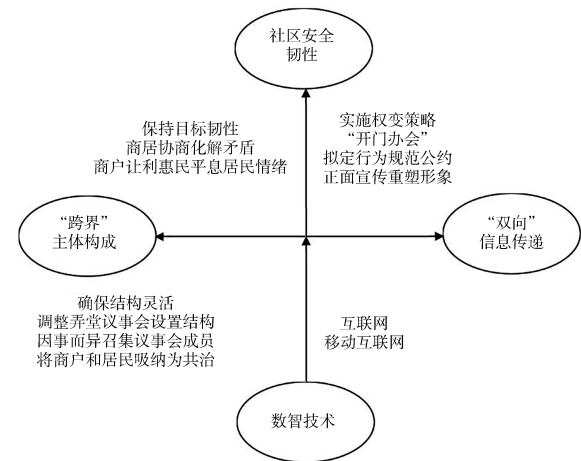 社区安全
韧性
保持目标韧性
商居协商化解矛盾
商户让利惠民平息居民情绪
实施权变策略
“开门办会”
拟定行为规范公约
正面宣传重塑形象
“跨界”
主体构成
“双向”
信息传递
确保结构灵活
调整弄堂议事会设置结构
因事而异召集议事会成员
将商户和居民吸纳为共治
互联网
移动互联网
数智技术